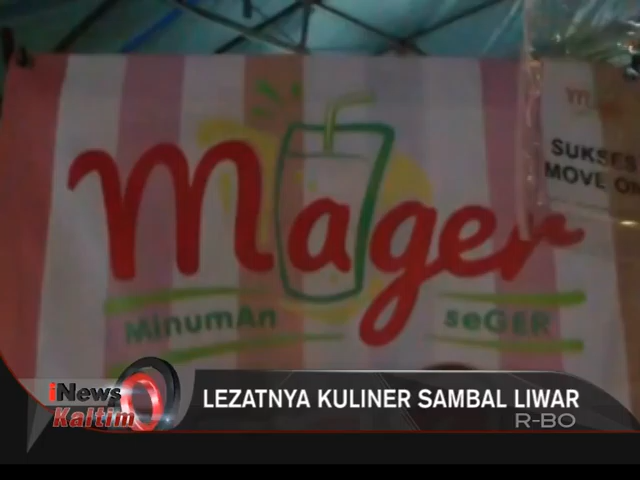 Mager
MinumAn seGER
SUKSES
MOVE ON
iNews
Kaltim
LEZATNYA KULINER SAMBAL LIWAR
R-BO